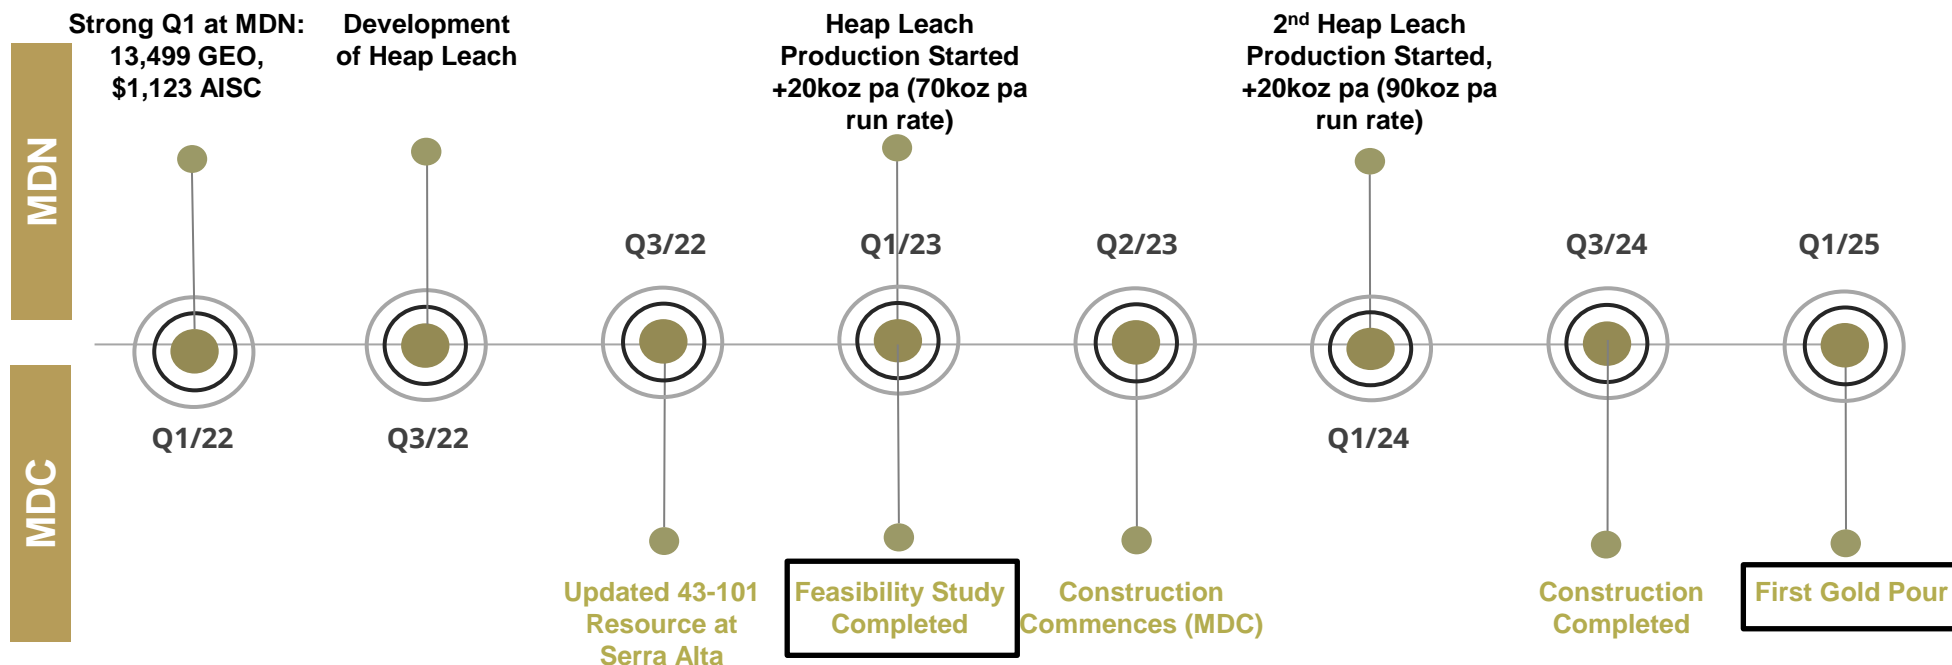 Strong Q1 at MDN:
13,499 GEO,
$1,123 AISC
Development
of Heap Leach
Heap Leach
Production Started
+20koz pa (70koz pa
run rate)
2nd Heap Leach
Production Started,
+20koz pa (90koz pa
run rate)
MDN
Q3/22
Q1/23
Q2/23
Q3/24
Q1/25
Q1/22
Q3/22
Q1/24
MDC
Updated 43-101
Resource at
Serra Alta
Feasibility Study
Completed
Construction
Commences (MDC)
Construction
Completed
First Gold Pour